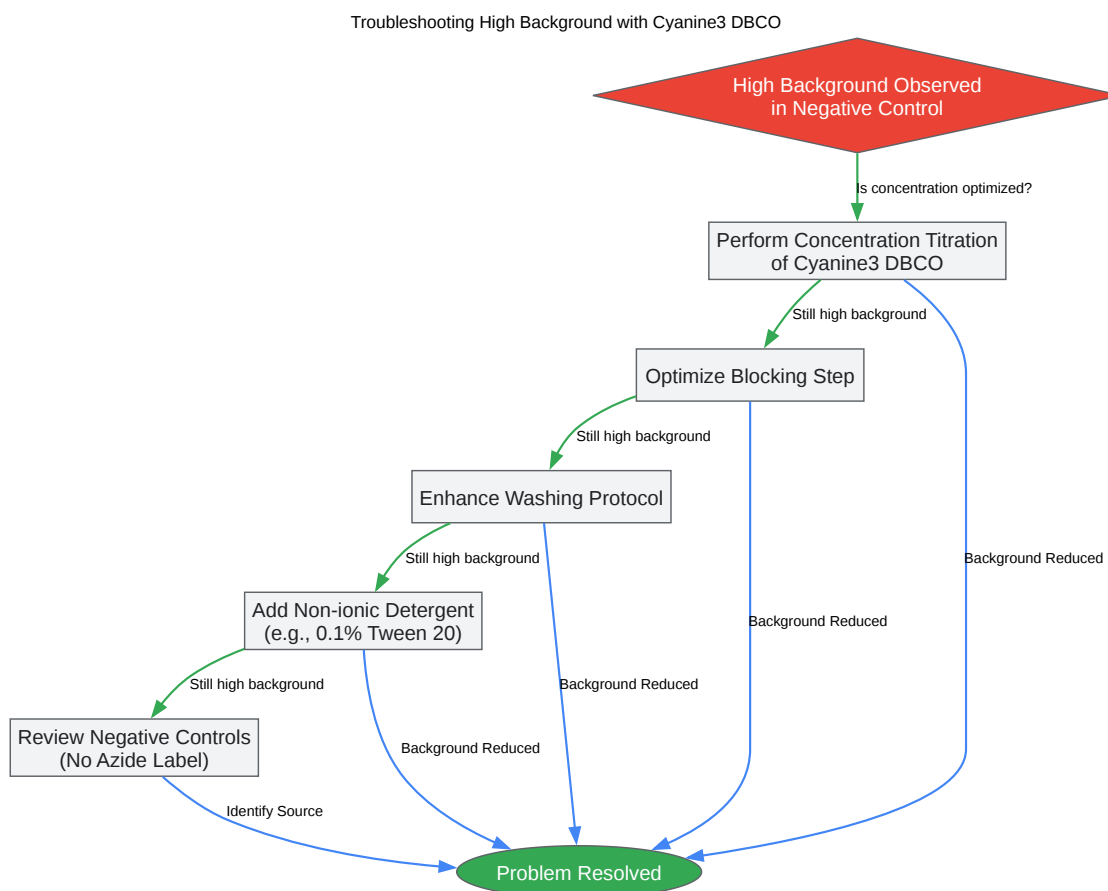 Troubleshooting High Background with Cyanine3 DBCO
High Background Observed
in Negative Control
Is concentration optimized?
Perform Concentration Titration
of Cyanine3 DBCO
Still high background
Optimize Blocking Step
Still high background
Enhance Washing Protocol
Still high background
Background Reduced
Add Non-ionic Detergent
(e.g., 0.1% Tween 20)
Background Reduced
Still high background
Background Reduced
Review Negative Controls
(No Azide Label)
Background Reduced
Identify Source
Problem Resolved